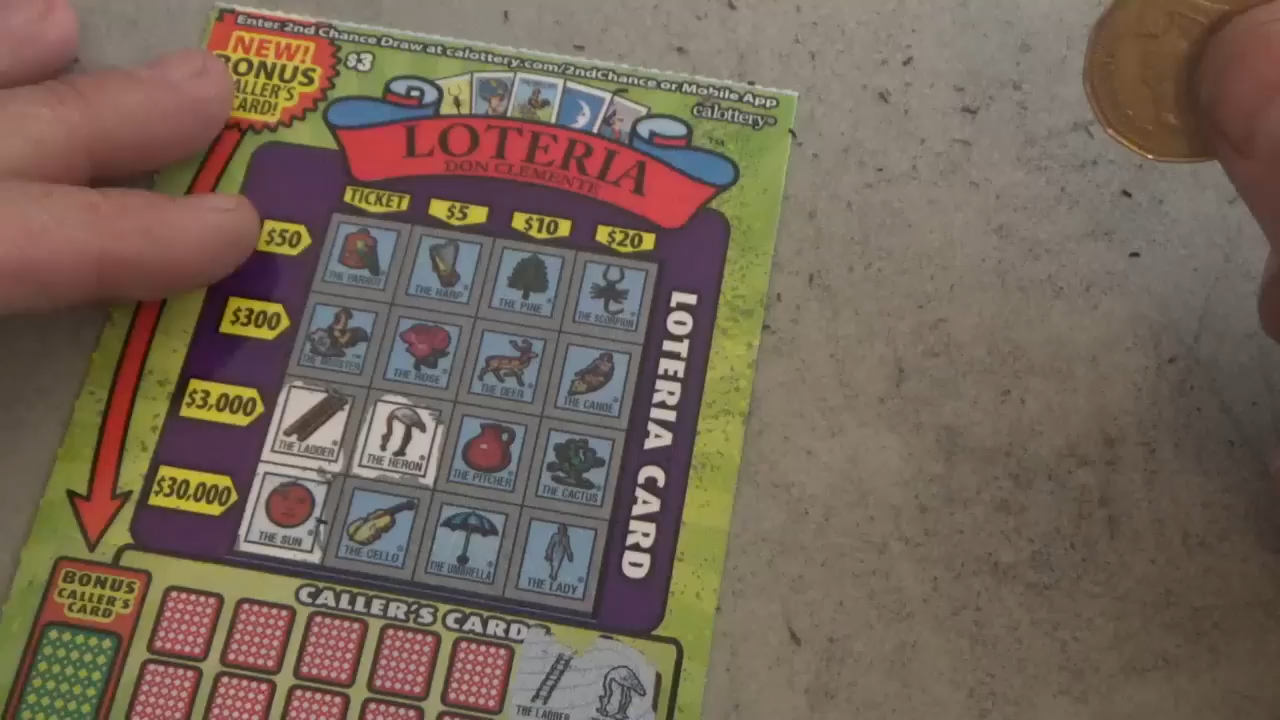 Enter 2nd Chance Draw at calottery.com/2ndChance or Mobile App
NEW!
BONUS
CALLER'S
CARD!
$3
calottery
LOTERIA™
DON CLEMENTE
TICKET $5 $10 $20
$50
THE PARROT THE HARP THE PINE THE SCORPION
$300
THE ROOSTER THE ROSE THE DEER THE CANOE
$3,000
THE LADDER THE HERON THE PITCHER THE CACTUS
$30,000
THE SUN THE CELLO THE UMBRELLA THE LADY
LOTERIA CARD
BONUS
CALLER'S
CARD
CALLER'S CARDS
THE LADDER